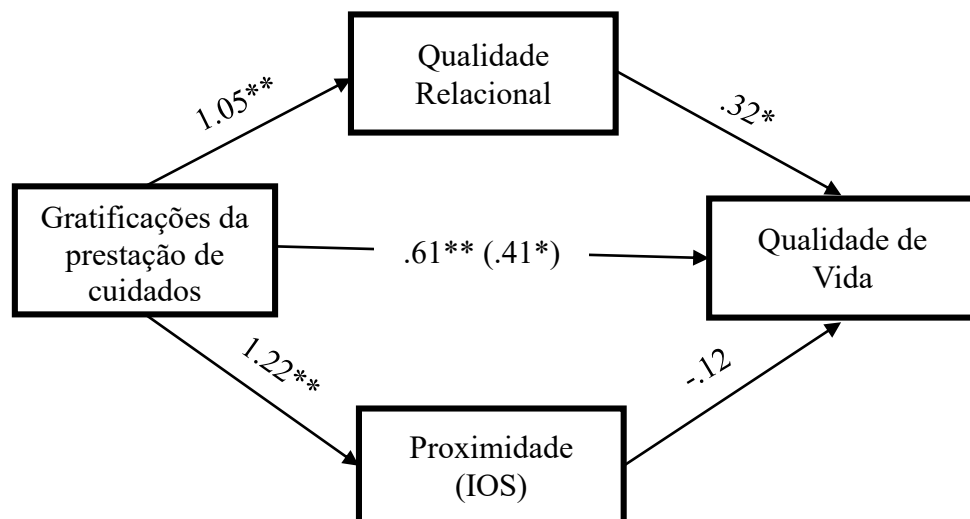 Qualidade
Relacional
1.05**
.32*
Gratificações da
prestação de
cuidados
.61** (.41*)
Qualidade de
Vida
1.22**
-.12
Proximidade
(IOS)